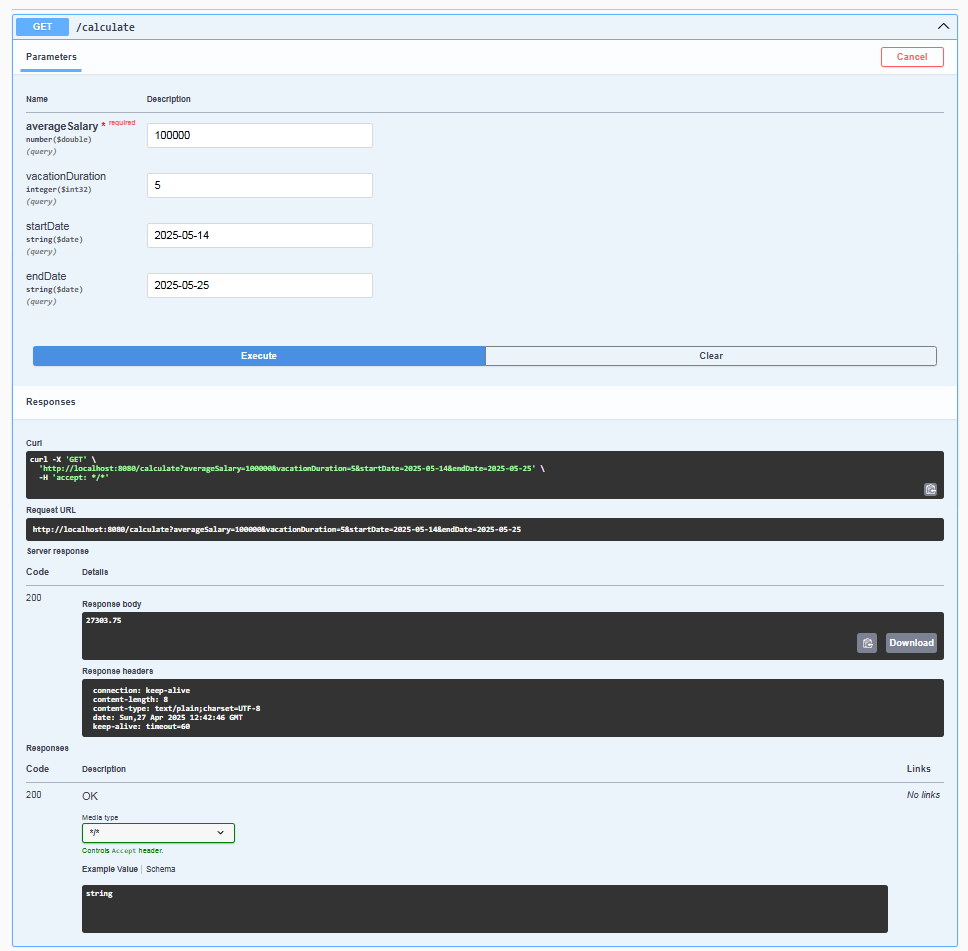 GET /calculate
Parameters
Cancel
Name Description
averageSalary * required
number($double)
(query)
100000
vacationDuration
integer($int32)
(query)
5
startDate
string($date)
(query)
2025-05-14
endDate
string($date)
(query)
2025-05-25
Execute Clear
Responses
Curl
curl -X 'GET' \
'http://localhost:8080/calculate?averageSalary=100000&vacationDuration=5&startDate=2025-05-14&endDate=2025-05-25' \
-H 'accept: */*'
Request URL
http://localhost:8080/calculate?averageSalary=100000&vacationDuration=5&startDate=2025-05-14&endDate=2025-05-25
Server response
Code Details
200
Response body
27303.75
Download
Response headers
connection: keep-alive
content-length: 8
content-type: text/plain;charset=UTF-8
date: Sun,27 Apr 2025 12:42:46 GMT
keep-alive: timeout=60
Responses
Code Description Links
200 OK No links
Media type
*/*
Controls Accept header.
Example Value | Schema
string